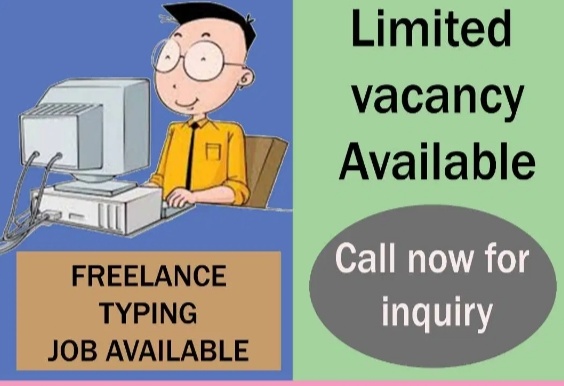 FREELANCE
TYPING
JOB AVAILABLE
Limited
vacancy
Available
Call now for
inquiry